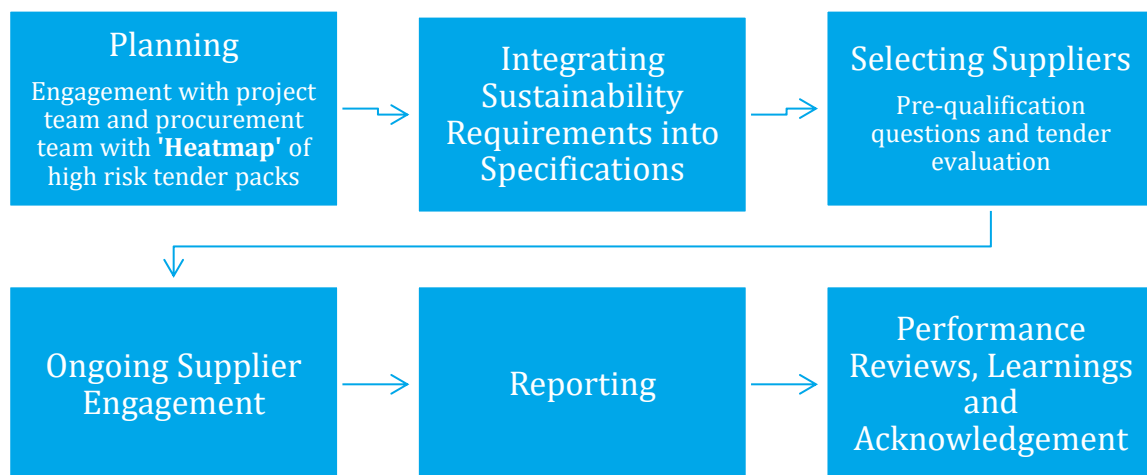 Planning
Engagement with project
team and procurement
team with 'Heatmap' of
high risk tender packs
Integrating
Sustainability
Requirements into
Specifications
Selecting Suppliers
Pre-qualification
questions and tender
evaluation
Ongoing Supplier
Engagement
Reporting
Performance
Reviews, Learnings
and
Acknowledgement